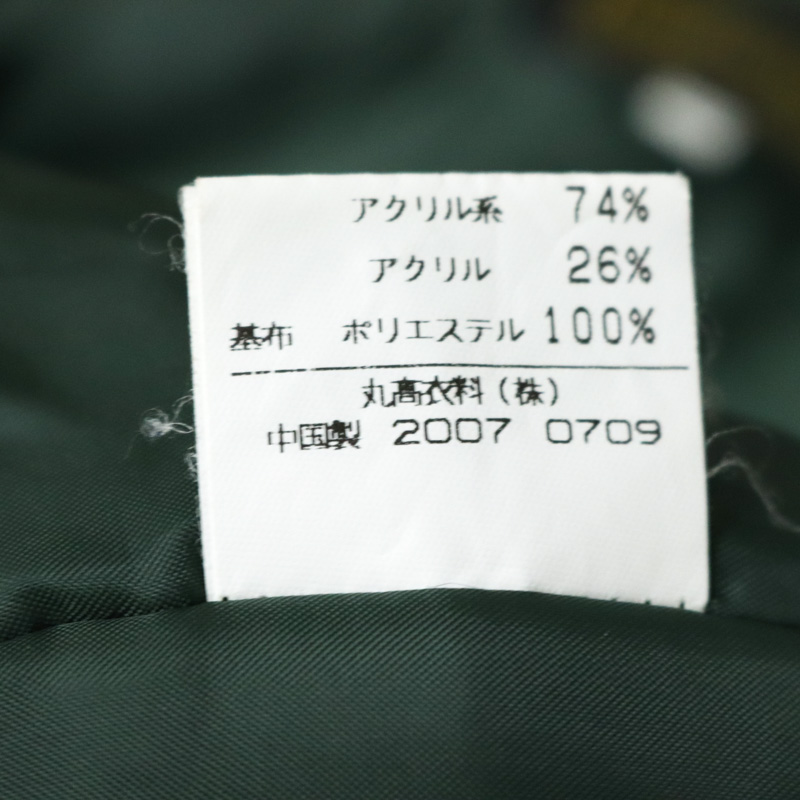 アクリル系 74%
アクリル 26%
基布 ポリエステル 100%
丸高衣料(株)
中国製 2007 0709